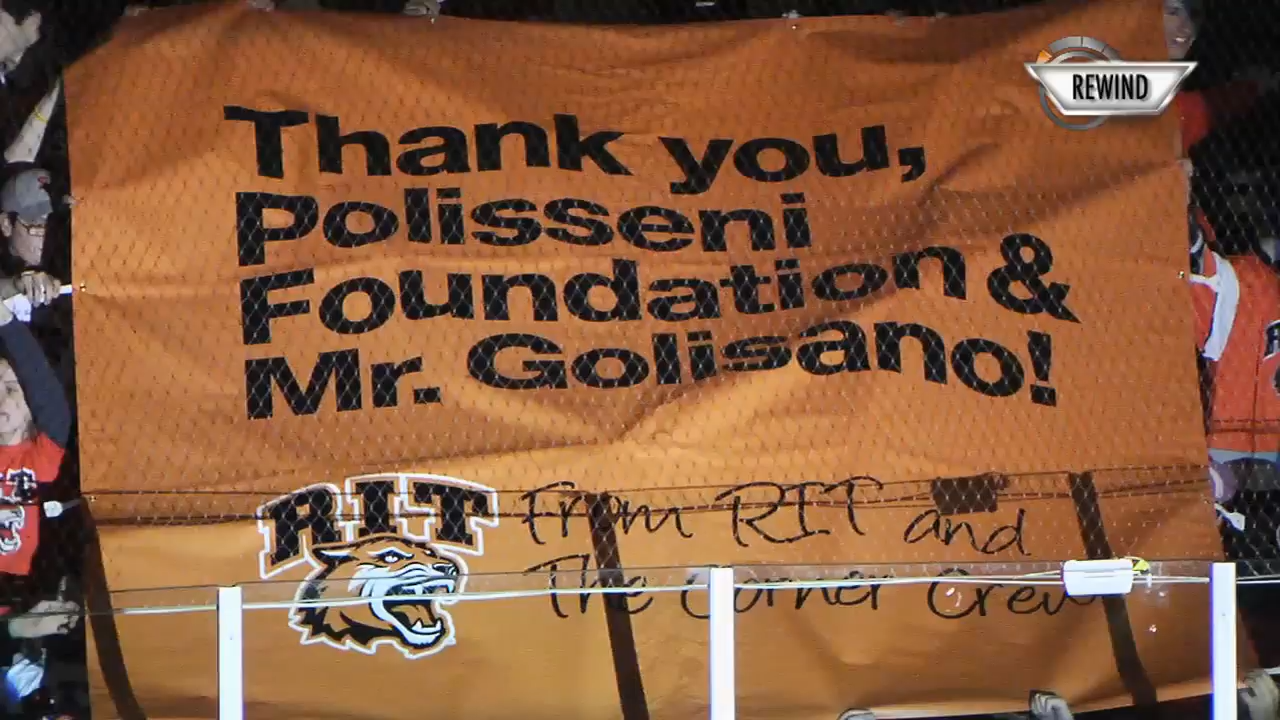 REWIND
Thank you,
Polisseni
Foundation &
Mr. Golisano!
RIT
From RIT and
The Corner Crew